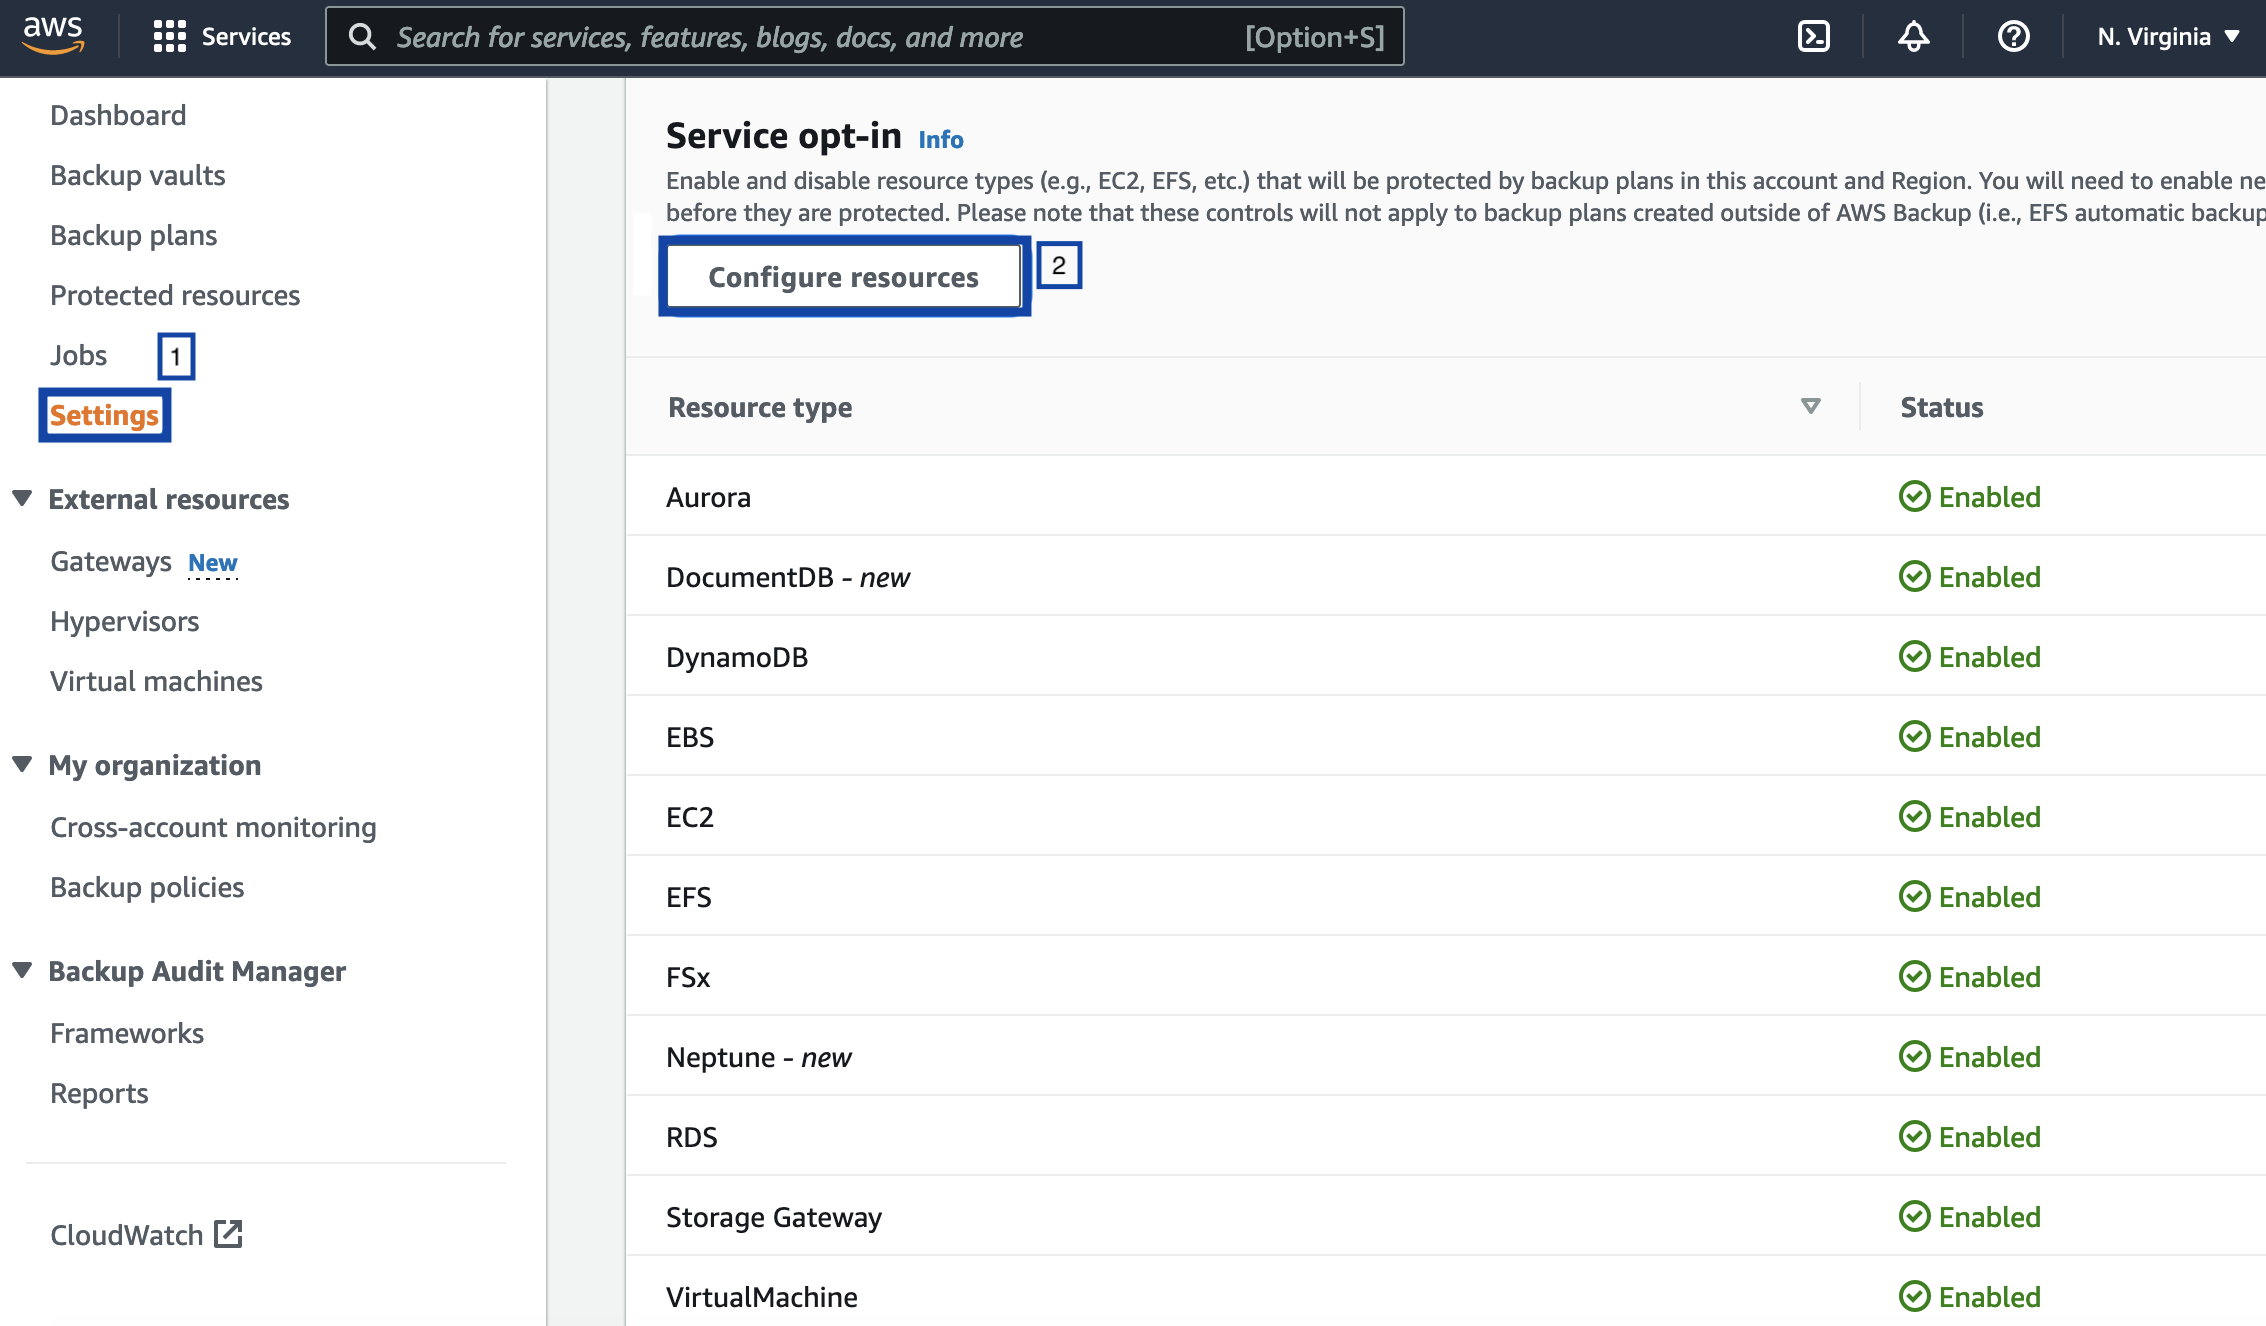 aws
Services
Search for services, features, blogs, docs, and more
[Option+S]
N. Virginia
Dashboard
Backup vaults
Backup plans
Protected resources
Jobs
1
Settings
External resources
Gateways New
Hypervisors
Virtual machines
My organization
Cross-account monitoring
Backup policies
Backup Audit Manager
Frameworks
Reports
CloudWatch
Service opt-in Info
Enable and disable resource types (e.g., EC2, EFS, etc.) that will be protected by backup plans in this account and Region. You will need to enable ne
before they are protected. Please note that these controls will not apply to backup plans created outside of AWS Backup (i.e., EFS automatic backup
Configure resources
2
Resource type Status
Aurora Enabled
DocumentDB - new Enabled
DynamoDB Enabled
EBS Enabled
EC2 Enabled
EFS Enabled
FSx Enabled
Neptune - new Enabled
RDS Enabled
Storage Gateway Enabled
VirtualMachine Enabled